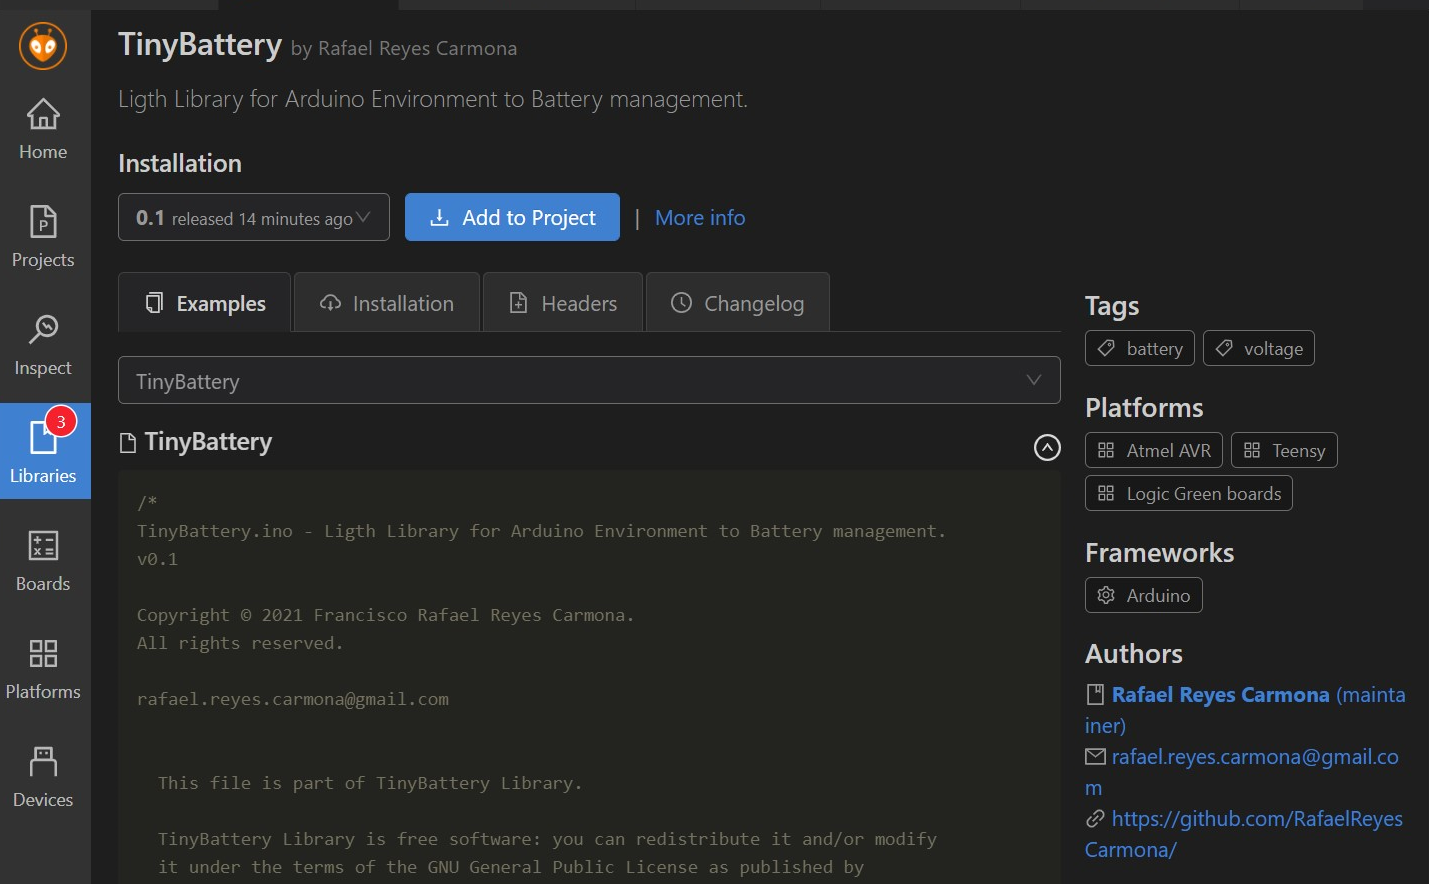 TinyBattery by Rafael Reyes Carmona
Ligth Library for Arduino Environment to Battery management.
Installation
0.1 released 14 minutes ago
Add to Project | More info
Home
Projects
Inspect
3
Libraries
Boards
Platforms
Devices
Examples
Installation
Headers
Changelog
TinyBattery
TinyBattery
/*
TinyBattery.ino - Ligth Library for Arduino Environment to Battery management.
v0.1
Copyright © 2021 Francisco Rafael Reyes Carmona.
All rights reserved.
rafael.reyes.carmona@gmail.com
This file is part of TinyBattery Library.
TinyBattery Library is free software: you can redistribute it and/or modify
it under the terms of the GNU General Public License as published by
Tags
battery
voltage
Platforms
Atmel AVR
Teensy
Logic Green boards
Frameworks
Arduino
Authors
Rafael Reyes Carmona (mainta
iner)
rafael.reyes.carmona@gmail.co
m
https://github.com/RafaelReyes
Carmona/